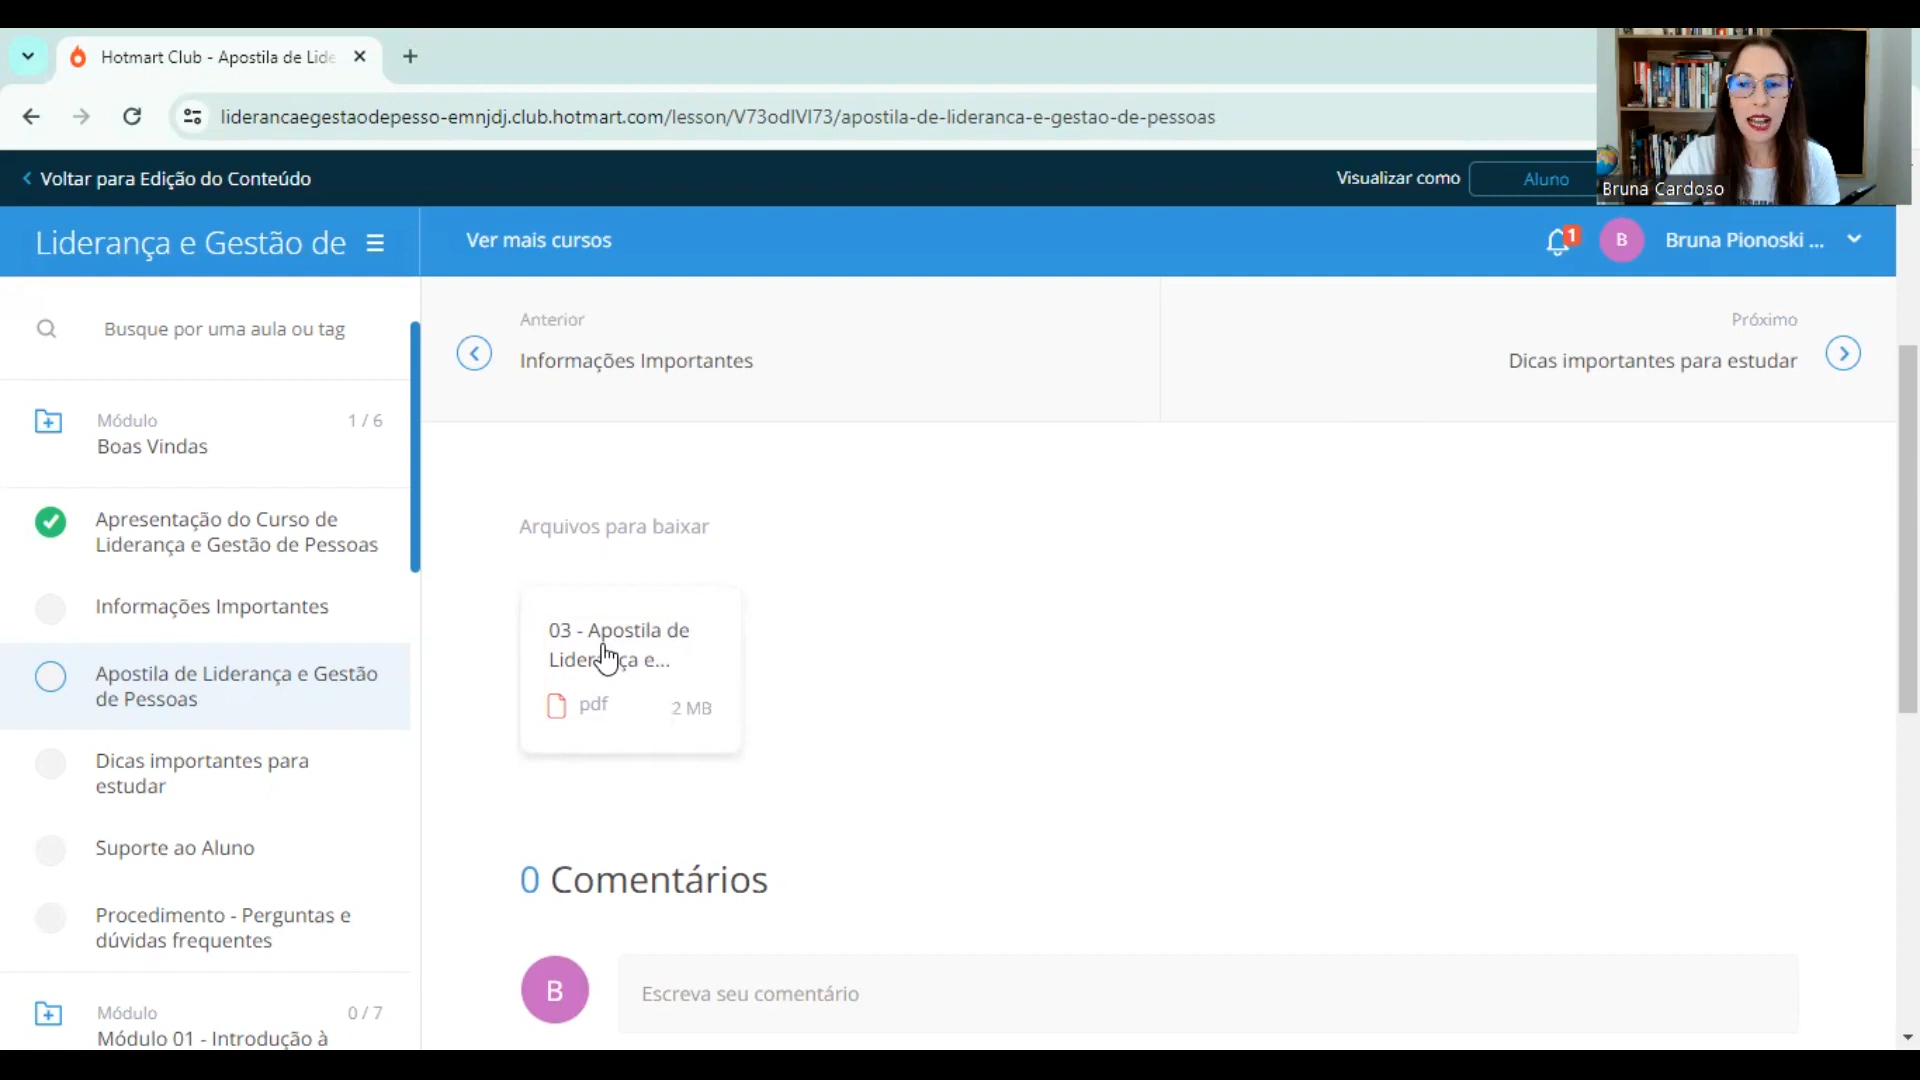 Hotmart Club - Apostila de Lide
liderancaegestaodepesso-emnjdj.club.hotmart.com/lesson/V73odlVl73/apostila-de-lideranca-e-gestao-de-pessoas
Voltar para Edição do Conteúdo
Visualizar como
Aluno
Bruna Cardoso
Liderança e Gestão de
Ver mais cursos
1
B
Bruna Pionoski ...
Busque por uma aula ou tag
Anterior
Informações Importantes
Próximo
Dicas importantes para estudar
Módulo
1 / 6
Boas Vindas
Apresentação do Curso de
Liderança e Gestão de Pessoas
Informações Importantes
Apostila de Liderança e Gestão
de Pessoas
Dicas importantes para
estudar
Suporte ao Aluno
Procedimento - Perguntas e
dúvidas frequentes
Módulo
0 / 7
Módulo 01 - Introdução à
Arquivos para baixar
03 - Apostila de
Liderança e...
pdf
2 MB
0 Comentários
B
Escreva seu comentário